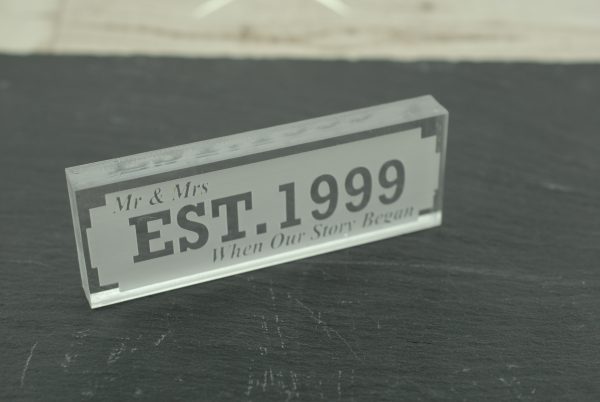 Mr & Mrs
EST.1999
When Our Story Began